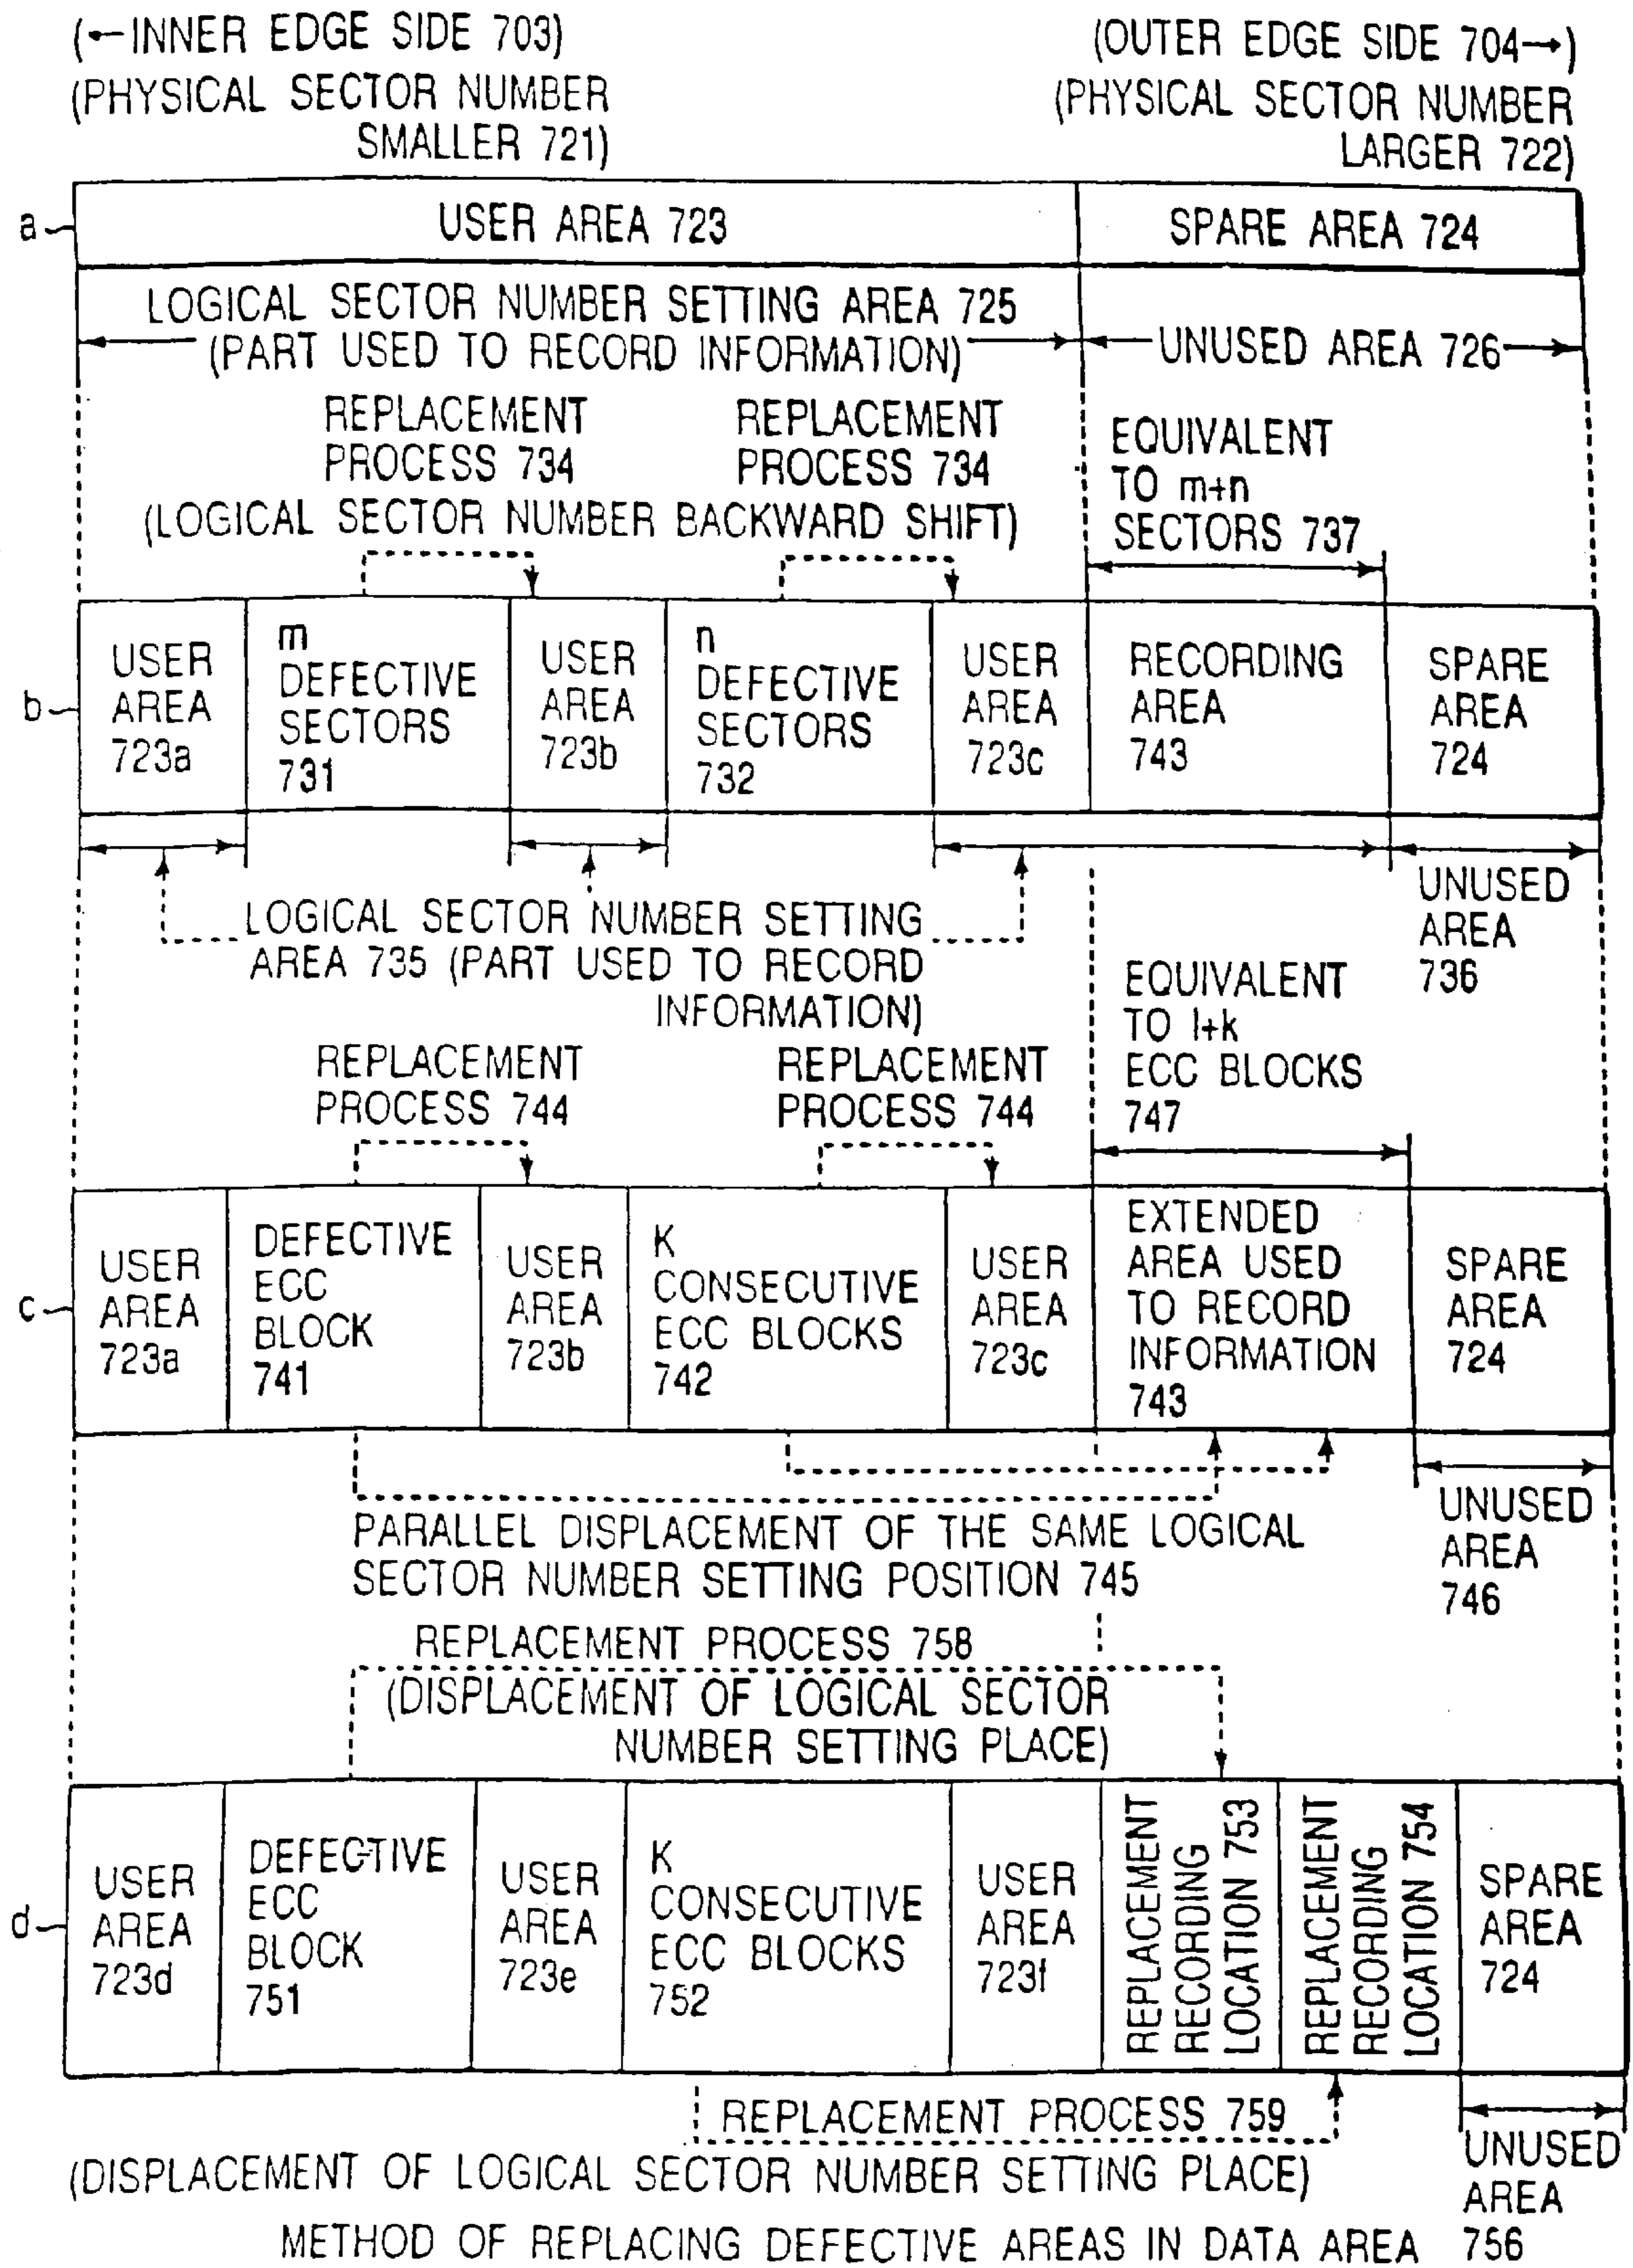 (←INNER EDGE SIDE 703)
(OUTER EDGE SIDE 704→)
(PHYSICAL SECTOR NUMBER
SMALLER 721)
(PHYSICAL SECTOR NUMBER
LARGER 722)
a
USER AREA 723
SPARE AREA 724
LOGICAL SECTOR NUMBER SETTING AREA 725
(PART USED TO RECORD INFORMATION)
UNUSED AREA 726
REPLACEMENT
PROCESS 734
REPLACEMENT
PROCESS 734
(LOGICAL SECTOR NUMBER BACKWARD SHIFT)
EQUIVALENT
TO m+n
SECTORS 737
b
USER
AREA
723a
m
DEFECTIVE
SECTORS
731
USER
AREA
723b
n
DEFECTIVE
SECTORS
732
USER
AREA
723c
RECORDING
AREA
743
SPARE
AREA
724
LOGICAL SECTOR NUMBER SETTING
AREA 735 (PART USED TO RECORD
INFORMATION)
UNUSED
AREA
736
REPLACEMENT
PROCESS 744
REPLACEMENT
PROCESS 744
EQUIVALENT
TO l+k
ECC BLOCKS
747
c
USER
AREA
723a
DEFECTIVE
ECC
BLOCK
741
USER
AREA
723b
K
CONSECUTIVE
ECC BLOCKS
742
USER
AREA
723c
EXTENDED
AREA USED
TO RECORD
INFORMATION
743
SPARE
AREA
724
PARALLEL DISPLACEMENT OF THE SAME LOGICAL
SECTOR NUMBER SETTING POSITION 745
UNUSED
AREA
746
REPLACEMENT PROCESS 758
(DISPLACEMENT OF LOGICAL SECTOR
NUMBER SETTING PLACE)
d
USER
AREA
723d
DEFECTIVE
ECC
BLOCK
751
USER
AREA
723e
K
CONSECUTIVE
ECC BLOCKS
752
USER
AREA
723f
REPLACEMENT
RECORDING
LOCATION 753
REPLACEMENT
RECORDING
LOCATION 754
SPARE
AREA
724
REPLACEMENT PROCESS 759
(DISPLACEMENT OF LOGICAL SECTOR NUMBER SETTING PLACE)
UNUSED
AREA
756
METHOD OF REPLACING DEFECTIVE AREAS IN DATA AREA